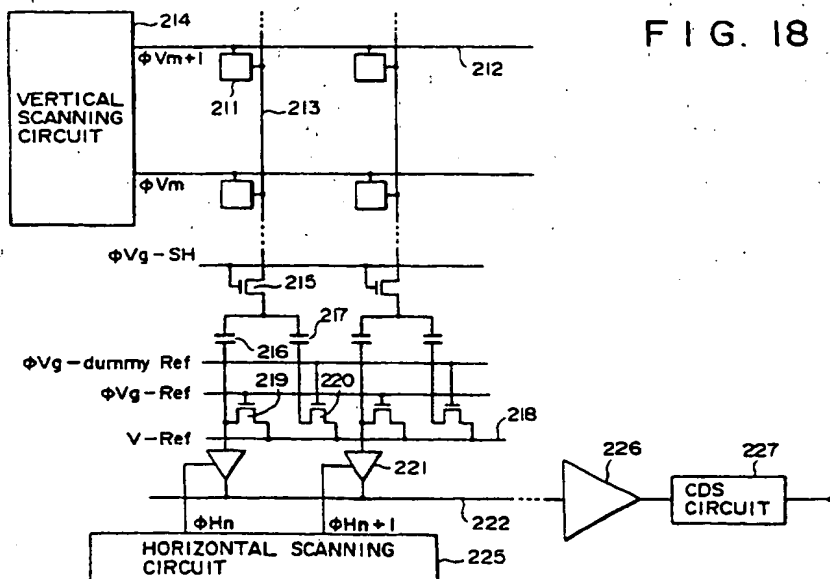 FIG. 18
214
φVm+1
212
211
213
VERTICAL
SCANNING
CIRCUIT
φVm
φVg-SH
215
217
216
φVg-dummy Ref
219
220
φVg-Ref
218
V-Ref
221
226
227
CDS
CIRCUIT
222
φHn
φHn+1
HORIZONTAL SCANNING
CIRCUIT
225